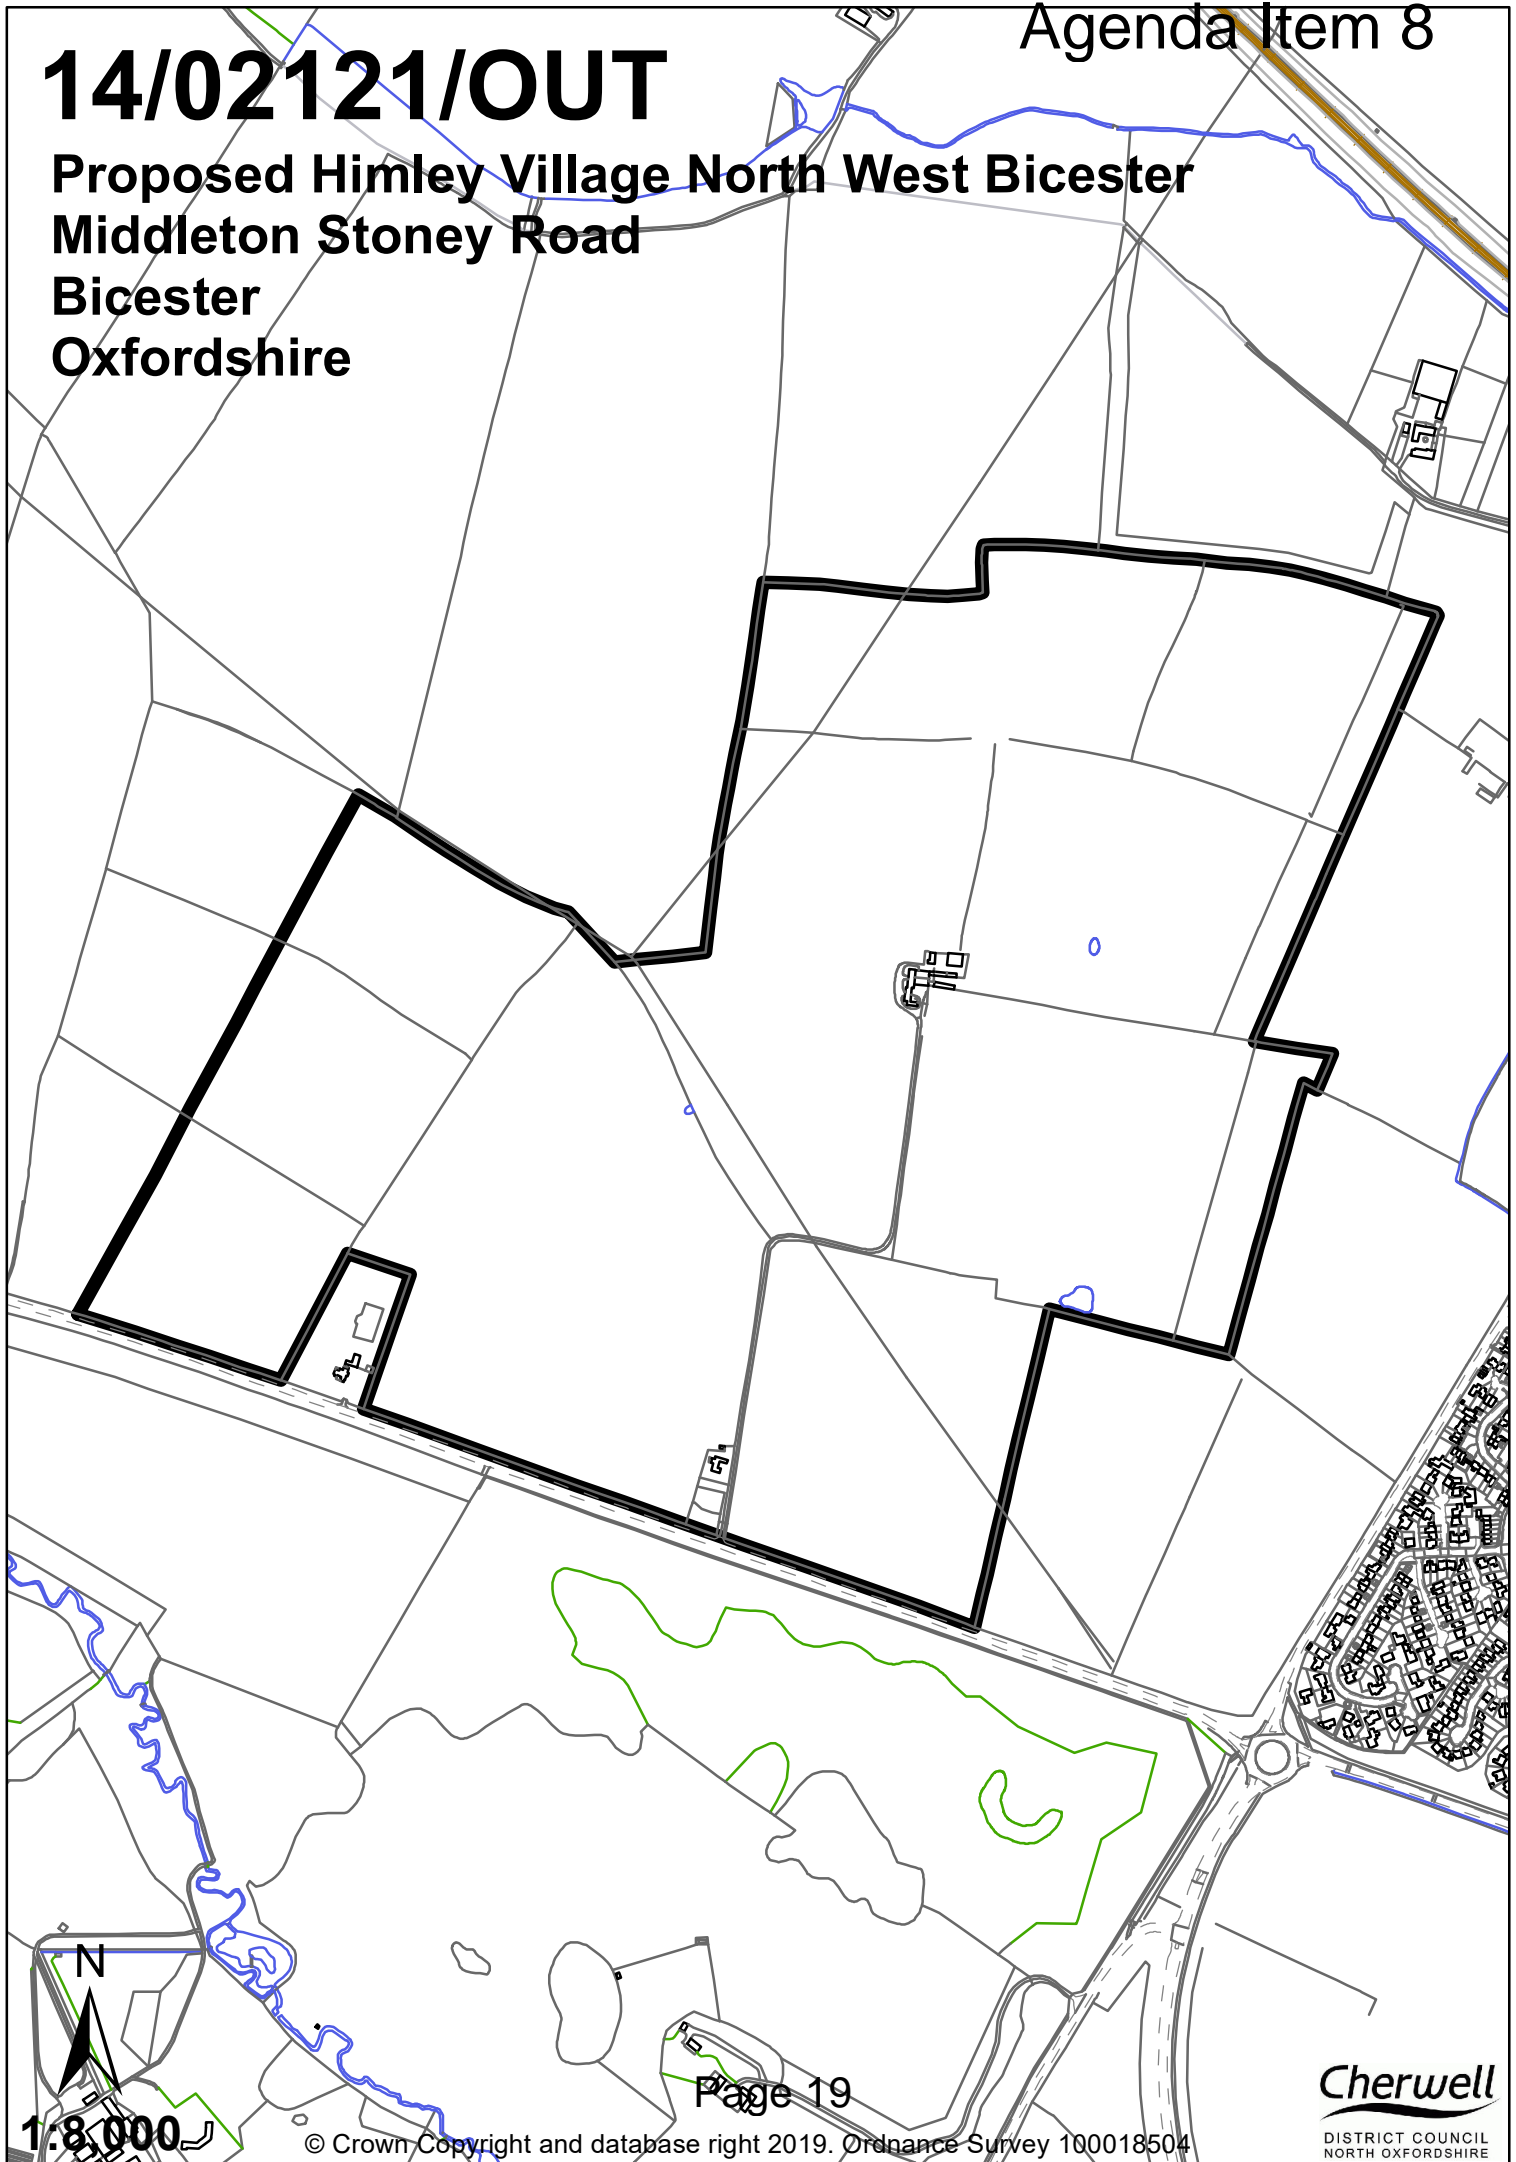 Agenda Item 8
14/02121/OUT
Proposed Himley Village North West Bicester
Middleton Stoney Road
Bicester
Oxfordshire
N
1:8,000
Page 19
© Crown Copyright and database right 2019. Ordnance Survey 100018504
Cherwell
DISTRICT COUNCIL
NORTH OXFORDSHIRE